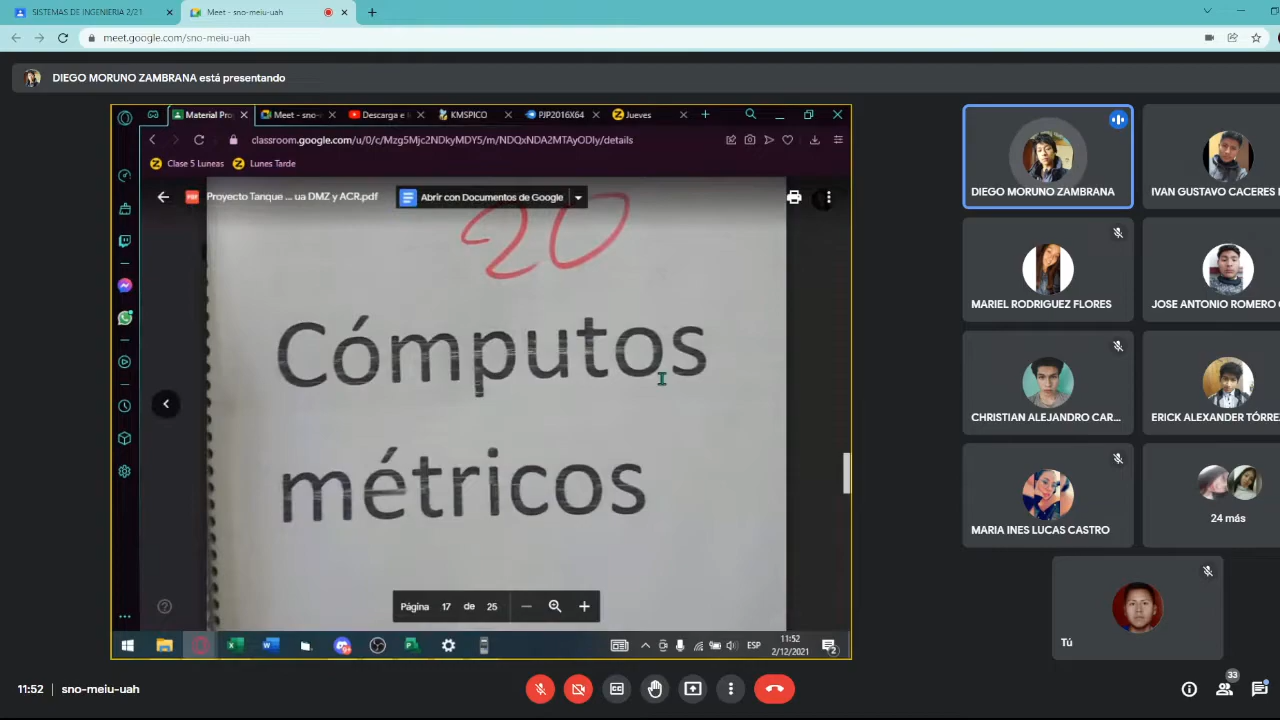 SISTEMAS DE INGENIERIA 2/21
Meet - sno-meiu-uah
meet.google.com/sno-meiu-uah
DIEGO MORUNO ZAMBRANA está presentando
Material Pro
Meet - sno-
Descarga e I
KMSPICO
PJP2016X64
Jueves
classroom.google.com/u/0/c/Mzg5Mjc2NDkyMDY5/m/NDQxNDA2MTAyODIy/details
Clase 5 Luneas
Lunes Tarde
PDF
Proyecto Tanque ... ua DMZ y ACR.pdf
Abrir con Documentos de Google
20
Cómputos
métricos
Página 17 de 25
ESP
11:52
2/12/2021
2
DIEGO MORUNO ZAMBRANA
IVAN GUSTAVO CACERES
MARIEL RODRIGUEZ FLORES
JOSE ANTONIO ROMERO
CHRISTIAN ALEJANDRO CAR...
ERICK ALEXANDER TÓRRE
MARIA INES LUCAS CASTRO
24 más
Tú
11:52
sno-meiu-uah
33